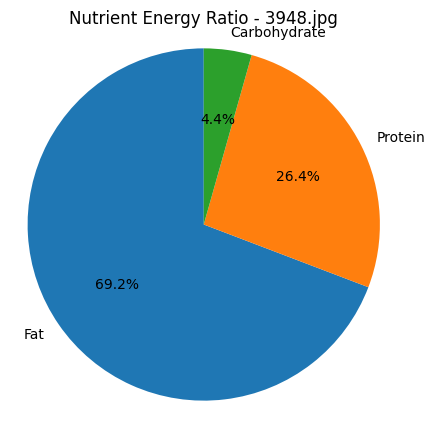 Nutrient Energy Ratio - 3948.jpg
Carbohydrate
4.4%
Protein
26.4%
69.2%
Fat